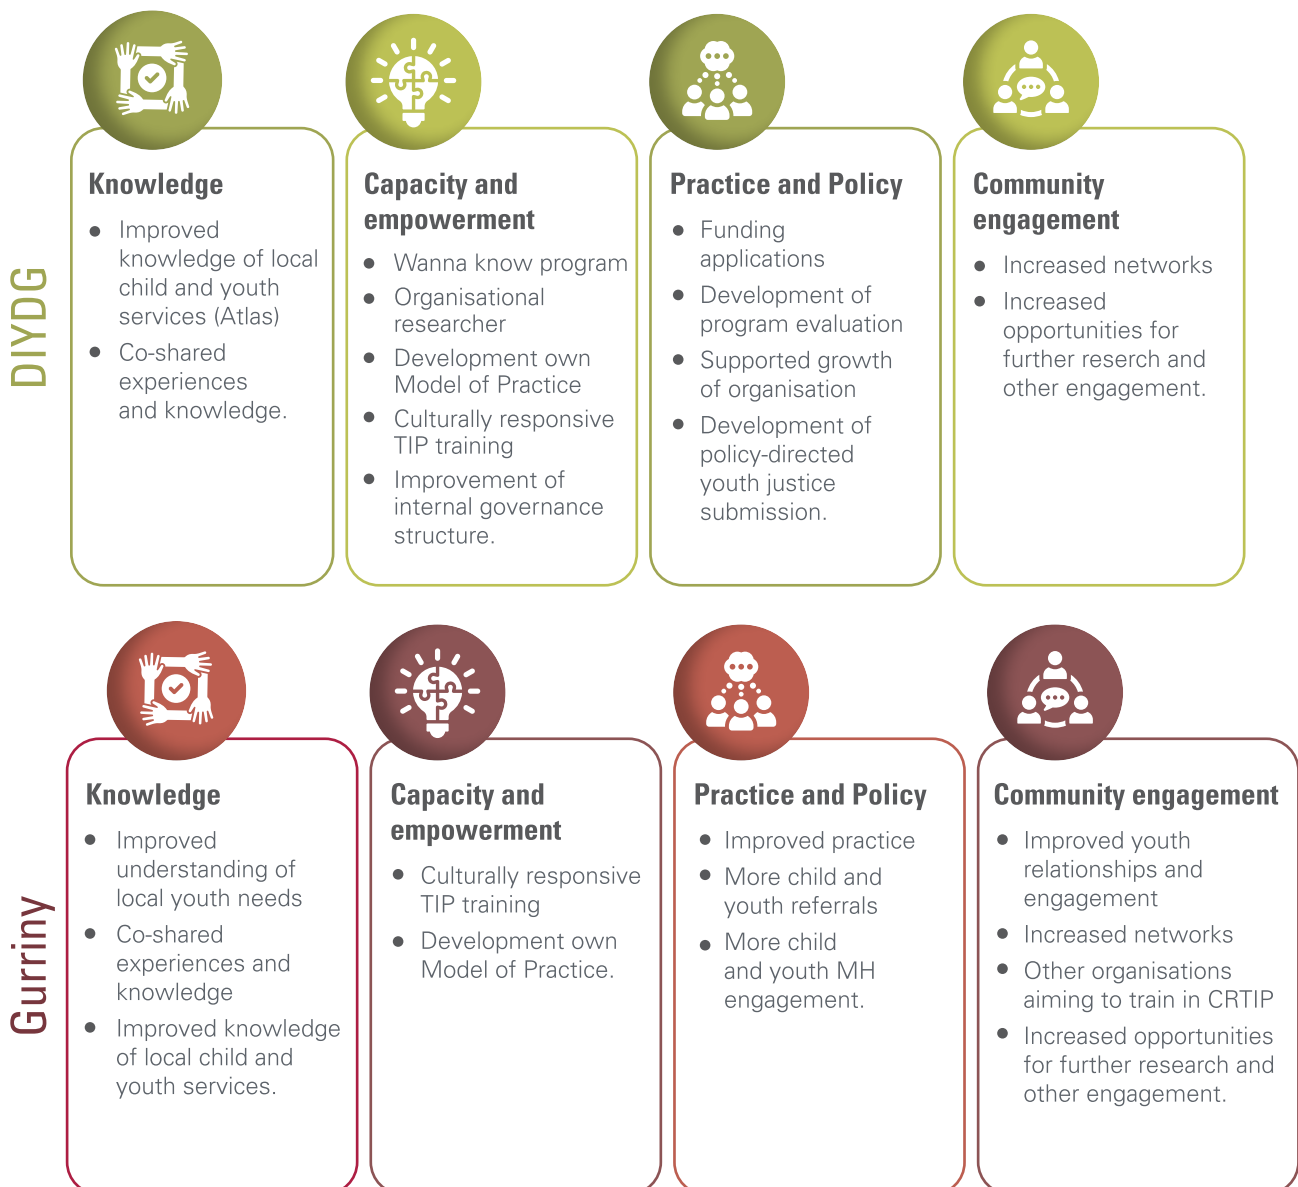 DIYDG
Knowledge
• Improved
knowledge of local
child and youth
services (Atlas)
• Co-shared
experiences
and knowledge.
Capacity and
empowerment
• Wanna know program
• Organisational
researcher
• Development own
Model of Practice
• Culturally responsive
TIP training
• Improvement of
internal governance
structure.
Practice and Policy
• Funding
applications
• Development of
program evaluation
• Supported growth
of organisation
• Development of
policy-directed
youth justice
submission.
Community
engagement
• Increased networks
• Increased
opportunities for
further reserch and
other engagement.
Gurriny
Knowledge
• Improved
understanding of
local youth needs
• Co-shared
experiences and
knowledge
• Improved knowledge
of local child and
youth services.
Capacity and
empowerment
• Culturally responsive
TIP training
• Development own
Model of Practice.
Practice and Policy
• Improved practice
• More child and
youth referrals
• More child
and youth MH
engagement.
Community engagement
• Improved youth
relationships and
engagement
• Increased networks
• Other organisations
aiming to train in CRTIP
• Increased opportunities
for further research and
other engagement.